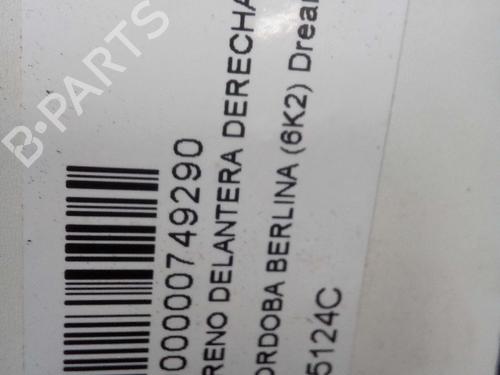 B-PARTS
00000749290
RENO DELANTERA DERECHA
ORDOBA BERLINA (6K2) Drea
5124C